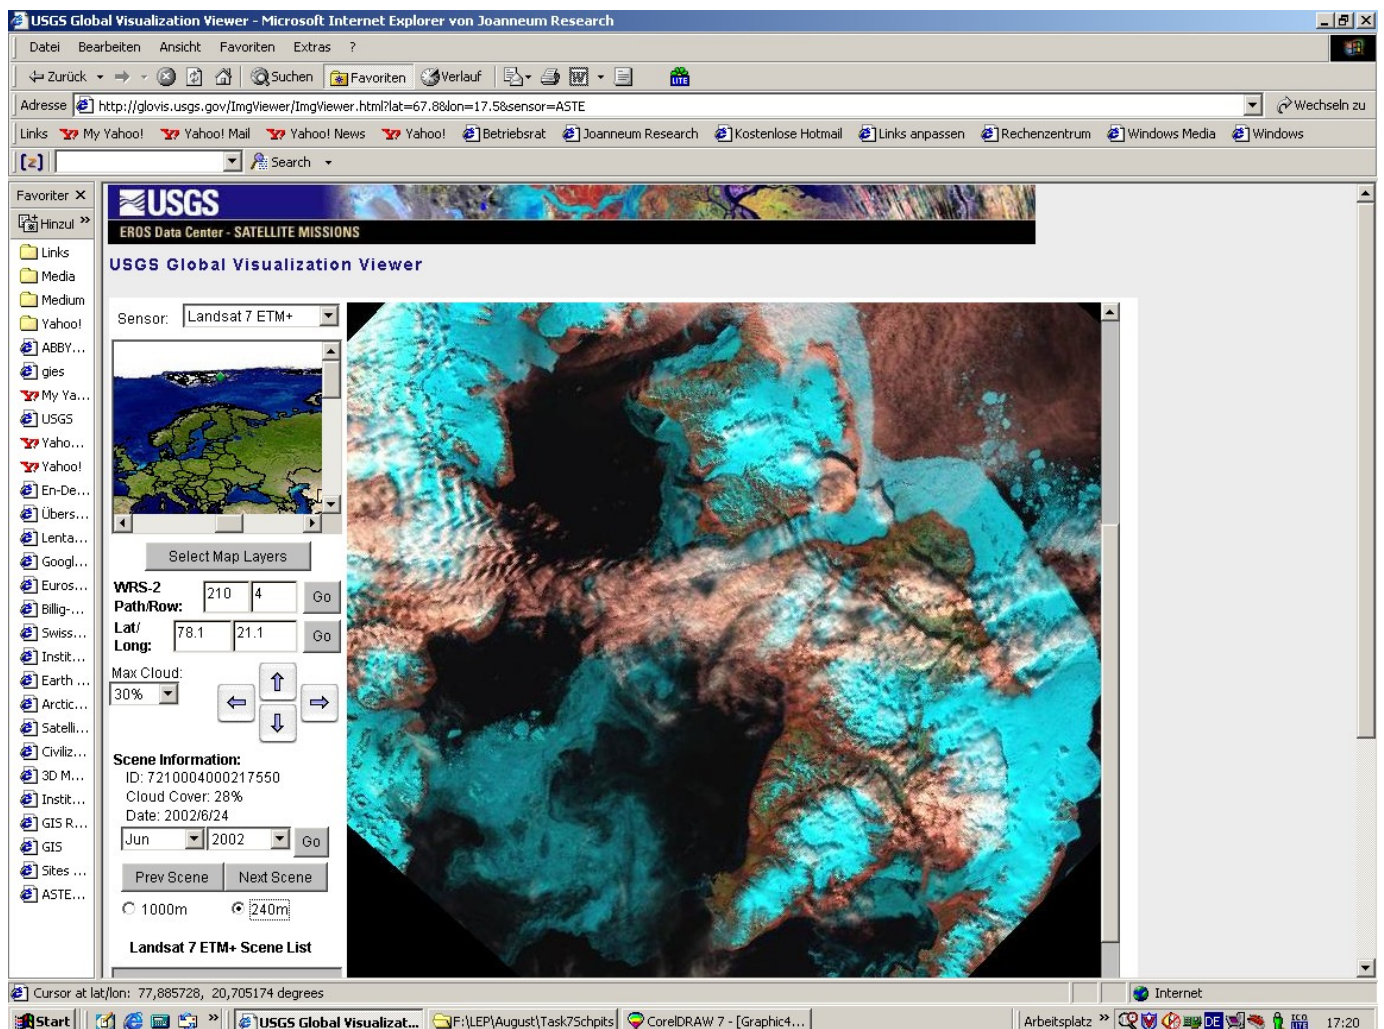 USGS Global Visualization Viewer - Microsoft Internet Explorer von Joanneum Research
Datei Bearbeiten Ansicht Favoriten Extras ?
Zurück Suchen Favoriten Verlauf LITE
Adresse http://glovis.usgs.gov/ImgViewer/ImgViewer.html?lat=67.8&lon=17.5&sensor=ASTE Wechseln zu
Links My Yahoo! Yahoo! Mail Yahoo! News Yahoo! Betriebsrat Joanneum Research Kostenlose Hotmail Links anpassen Rechenzentrum Windows Media Windows
[z] Search
Favoriter X
Hinzul »
Links
Media
Medium
Yahoo!
ABBY...
gies
My Ya...
USGS
Yaho...
Yahoo!
En-De...
Übers...
Lenta...
Googl...
Euros...
Billig-...
Swiss...
Instit...
Earth ...
Arctic...
Satelli...
Civiliz...
3D M...
Instit...
GIS R...
GIS
Sites ...
ASTE...
USGS
EROS Data Center - SATELLITE MISSIONS
USGS Global Visualization Viewer
Sensor: Landsat 7 ETM+
Select Map Layers
WRS-2
Path/Row: 210 4 Go
Lat/
Long: 78.1 21.1 Go
Max Cloud:
30%
Scene Information:
ID: 7210004000217550
Cloud Cover: 28%
Date: 2002/6/24
Jun 2002 Go
Prev Scene Next Scene
1000m 240m
Landsat 7 ETM+ Scene List
Cursor at lat/lon: 77,885728, 20,705174 degrees Internet
Start » USGS Global Visualizat... F:\LEP\August\Task7Schpits CorelDRAW 7 - [Graphic4... Arbeitsplatz » DE 17:20